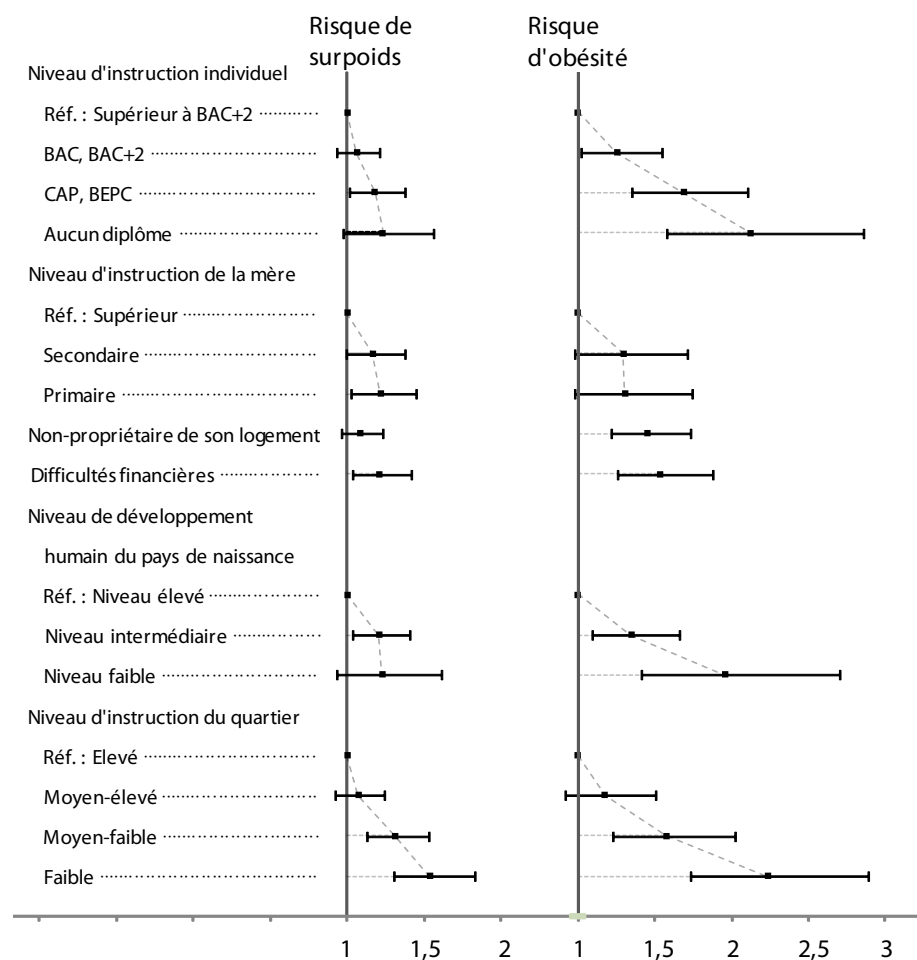 Risque de surpoids
Risque d'obésité
Niveau d'instruction individuel
Réf. : Supérieur à BAC+2
BAC, BAC+2
CAP, BEPC
Aucun diplôme
Niveau d'instruction de la mère
Réf. : Supérieur
Secondaire
Primaire
Non-propriétaire de son logement
Difficultés financières
Niveau de développement
humain du pays de naissance
Réf. : Niveau élevé
Niveau intermédiaire
Niveau faible
Niveau d'instruction du quartier
Réf. : Elevé
Moyen-élevé
Moyen-faible
Faible
1 1,5 2 1 1,5 2 2,5 3